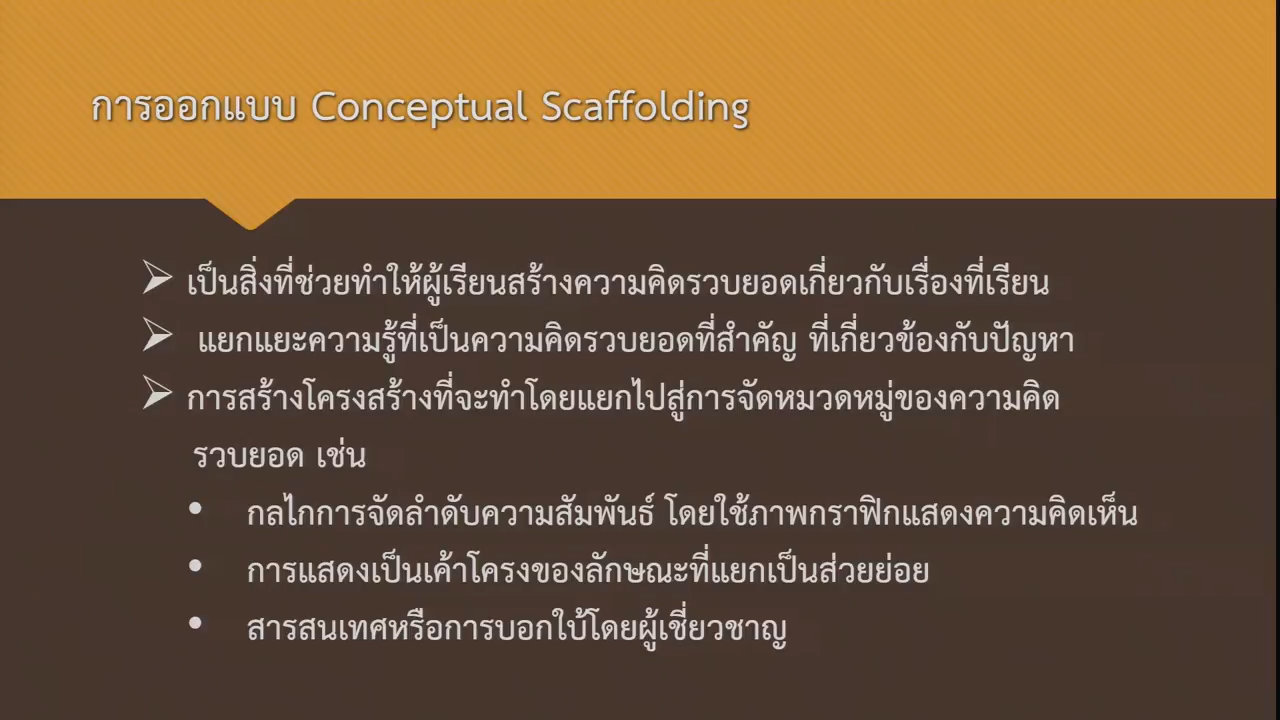 การออกแบบ Conceptual Scaffolding
➢ เป็นสิ่งที่ช่วยทำให้ผู้เรียนสร้างความคิดรวบยอดเกี่ยวกับเรื่องที่เรียน
➢ แยกแยะความรู้ที่เป็นความคิดรวบยอดที่สำคัญ ที่เกี่ยวข้องกับปัญหา
➢ การสร้างโครงสร้างที่จะทำโดยแยกไปสู่การจัดหมวดหมู่ของความคิด
รวบยอด เช่น
• กลไกการจัดลำดับความสัมพันธ์ โดยใช้ภาพกราฟิกแสดงความคิดเห็น
• การแสดงเป็นเค้าโครงของลักษณะที่แยกเป็นส่วยย่อย
• สารสนเทศหรือการบอกใบ้โดยผู้เชี่ยวชาญ